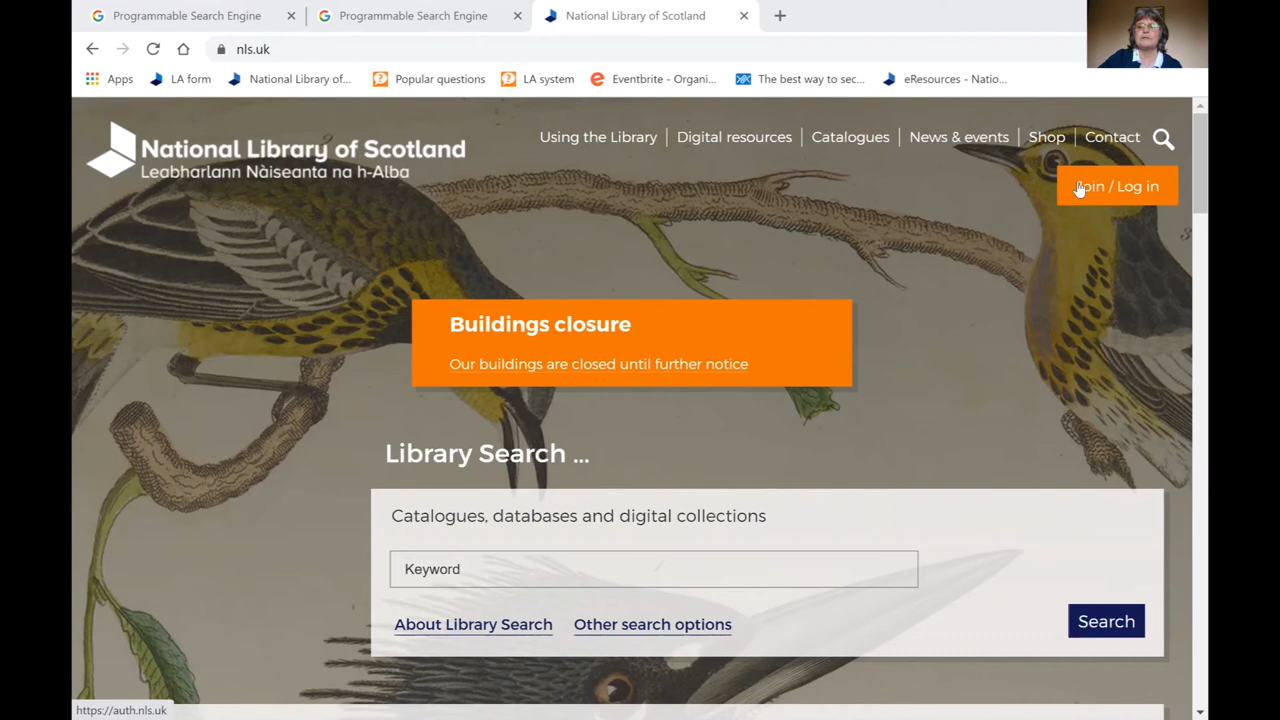 Programmable Search Engine
Programmable Search Engine
National Library of Scotland
nls.uk
Apps
LA form
National Library of...
Popular questions
LA system
Eventbrite - Organi...
The best way to sec...
eResources - Natio...
National Library of Scotland
Leabharlann Nàiseanta na h-Alba
Using the Library
Digital resources
Catalogues
News & events
Shop
Contact
Join / Log in
Buildings closure
Our buildings are closed until further notice
Library Search ...
Catalogues, databases and digital collections
Keyword
About Library Search
Other search options
Search
https://auth.nls.uk